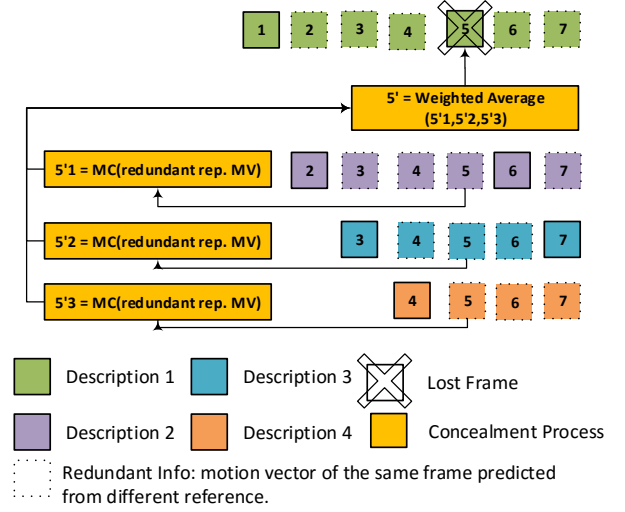 1 2 3 4 5 6 7
5' = Weighted Average
(5'1,5'2,5'3)
5'1 = MC(redundant rep. MV) 2 3 4 5 6 7
5'2 = MC(redundant rep. MV) 3 4 5 6 7
5'3 = MC(redundant rep. MV) 4 5 6 7
Description 1 Description 3 Lost Frame
Description 2 Description 4 Concealment Process
Redundant Info: motion vector of the same frame predicted
from different reference.